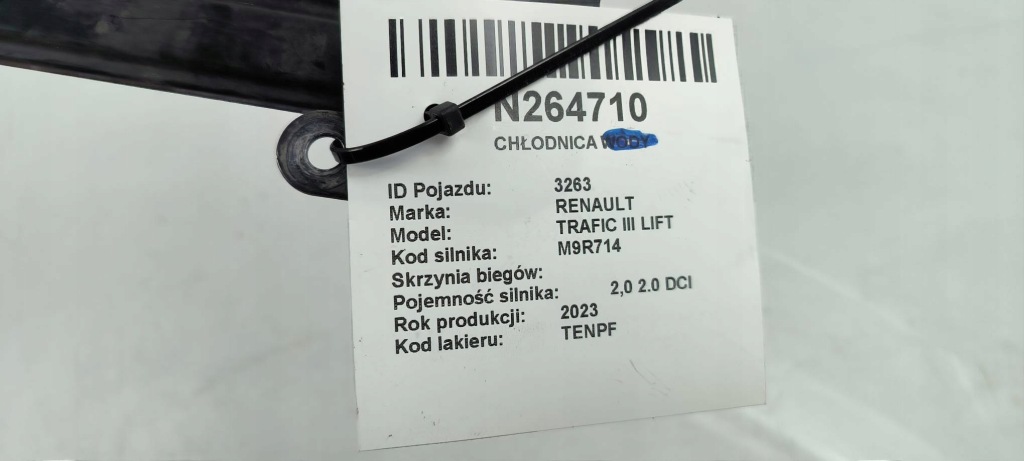 N264710
CHŁODNICA WODY
ID Pojazdu: 3263
Marka: RENAULT
Model: TRAFIC III LIFT
Kod silnika: M9R714
Skrzynia biegów:
Pojemność silnika: 2,0 2.0 DCI
Rok produkcji: 2023
Kod lakieru: TENPF